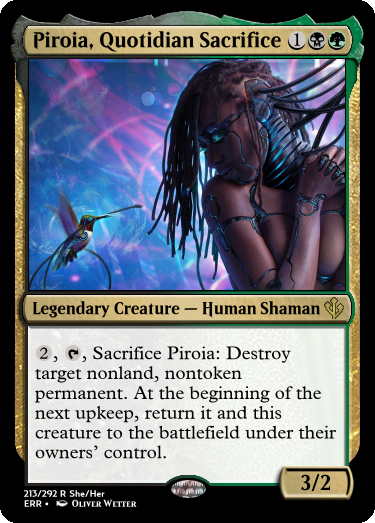 Piroia, Quotidian Sacrifice 1
Legendary Creature — Human Shaman
2 , , Sacrifice Piroia: Destroy
target nonland, nontoken
permanent. At the beginning of the
next upkeep, return it and this
creature to the battlefield under their
owners’ control.
3/2
213/292 R She/Her
ERR • Oliver Wetter